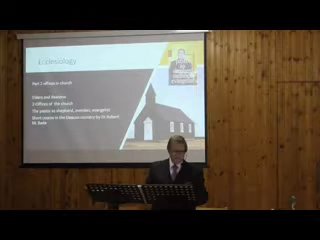 Ecclesiology
Part 1 offices in church
Elders and deacons
2-Offices of the church
The pastor as shepherd, overseer, evangelist
Short course in the Deacon ministry by Dr Robert